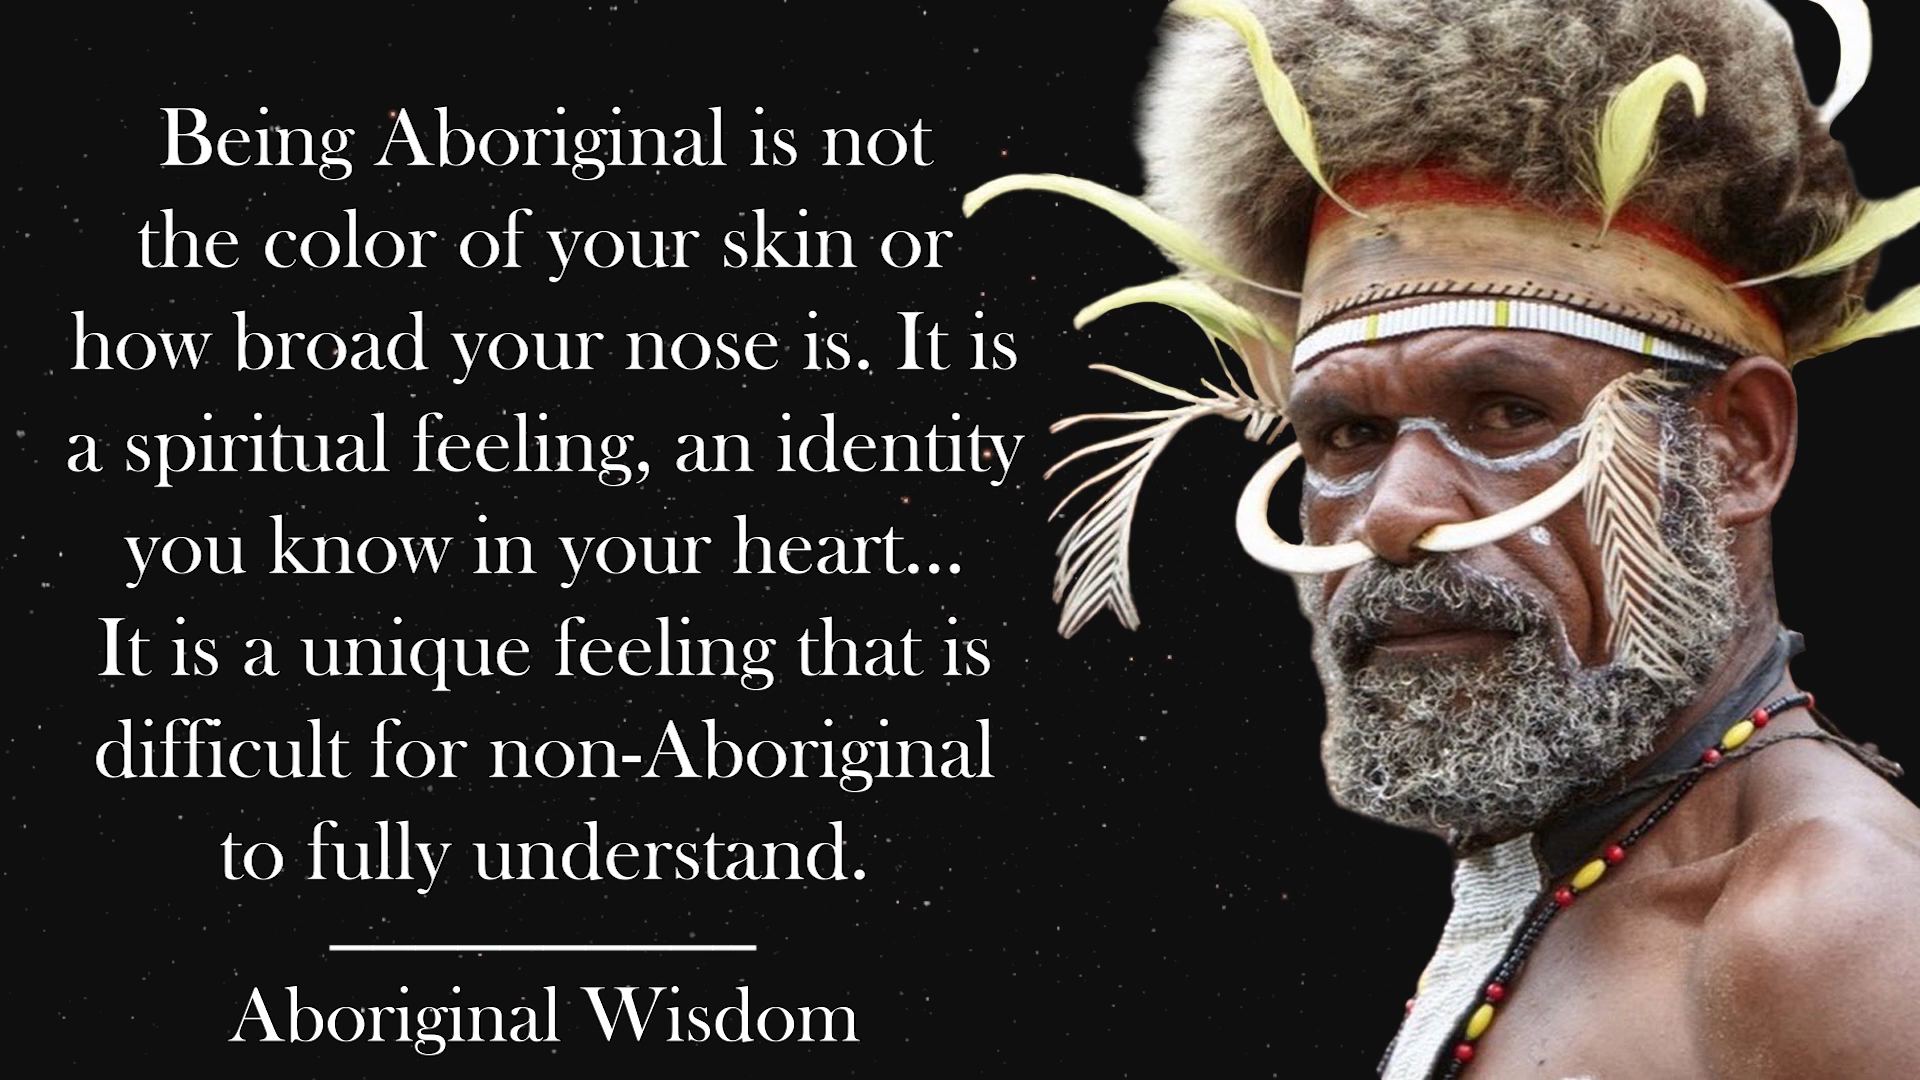 Being Aboriginal is not
the color of your skin or
how broad your nose is. It is
a spiritual feeling, an identity
you know in your heart...
It is a unique feeling that is
difficult for non-Aboriginal
to fully understand.
Aboriginal Wisdom